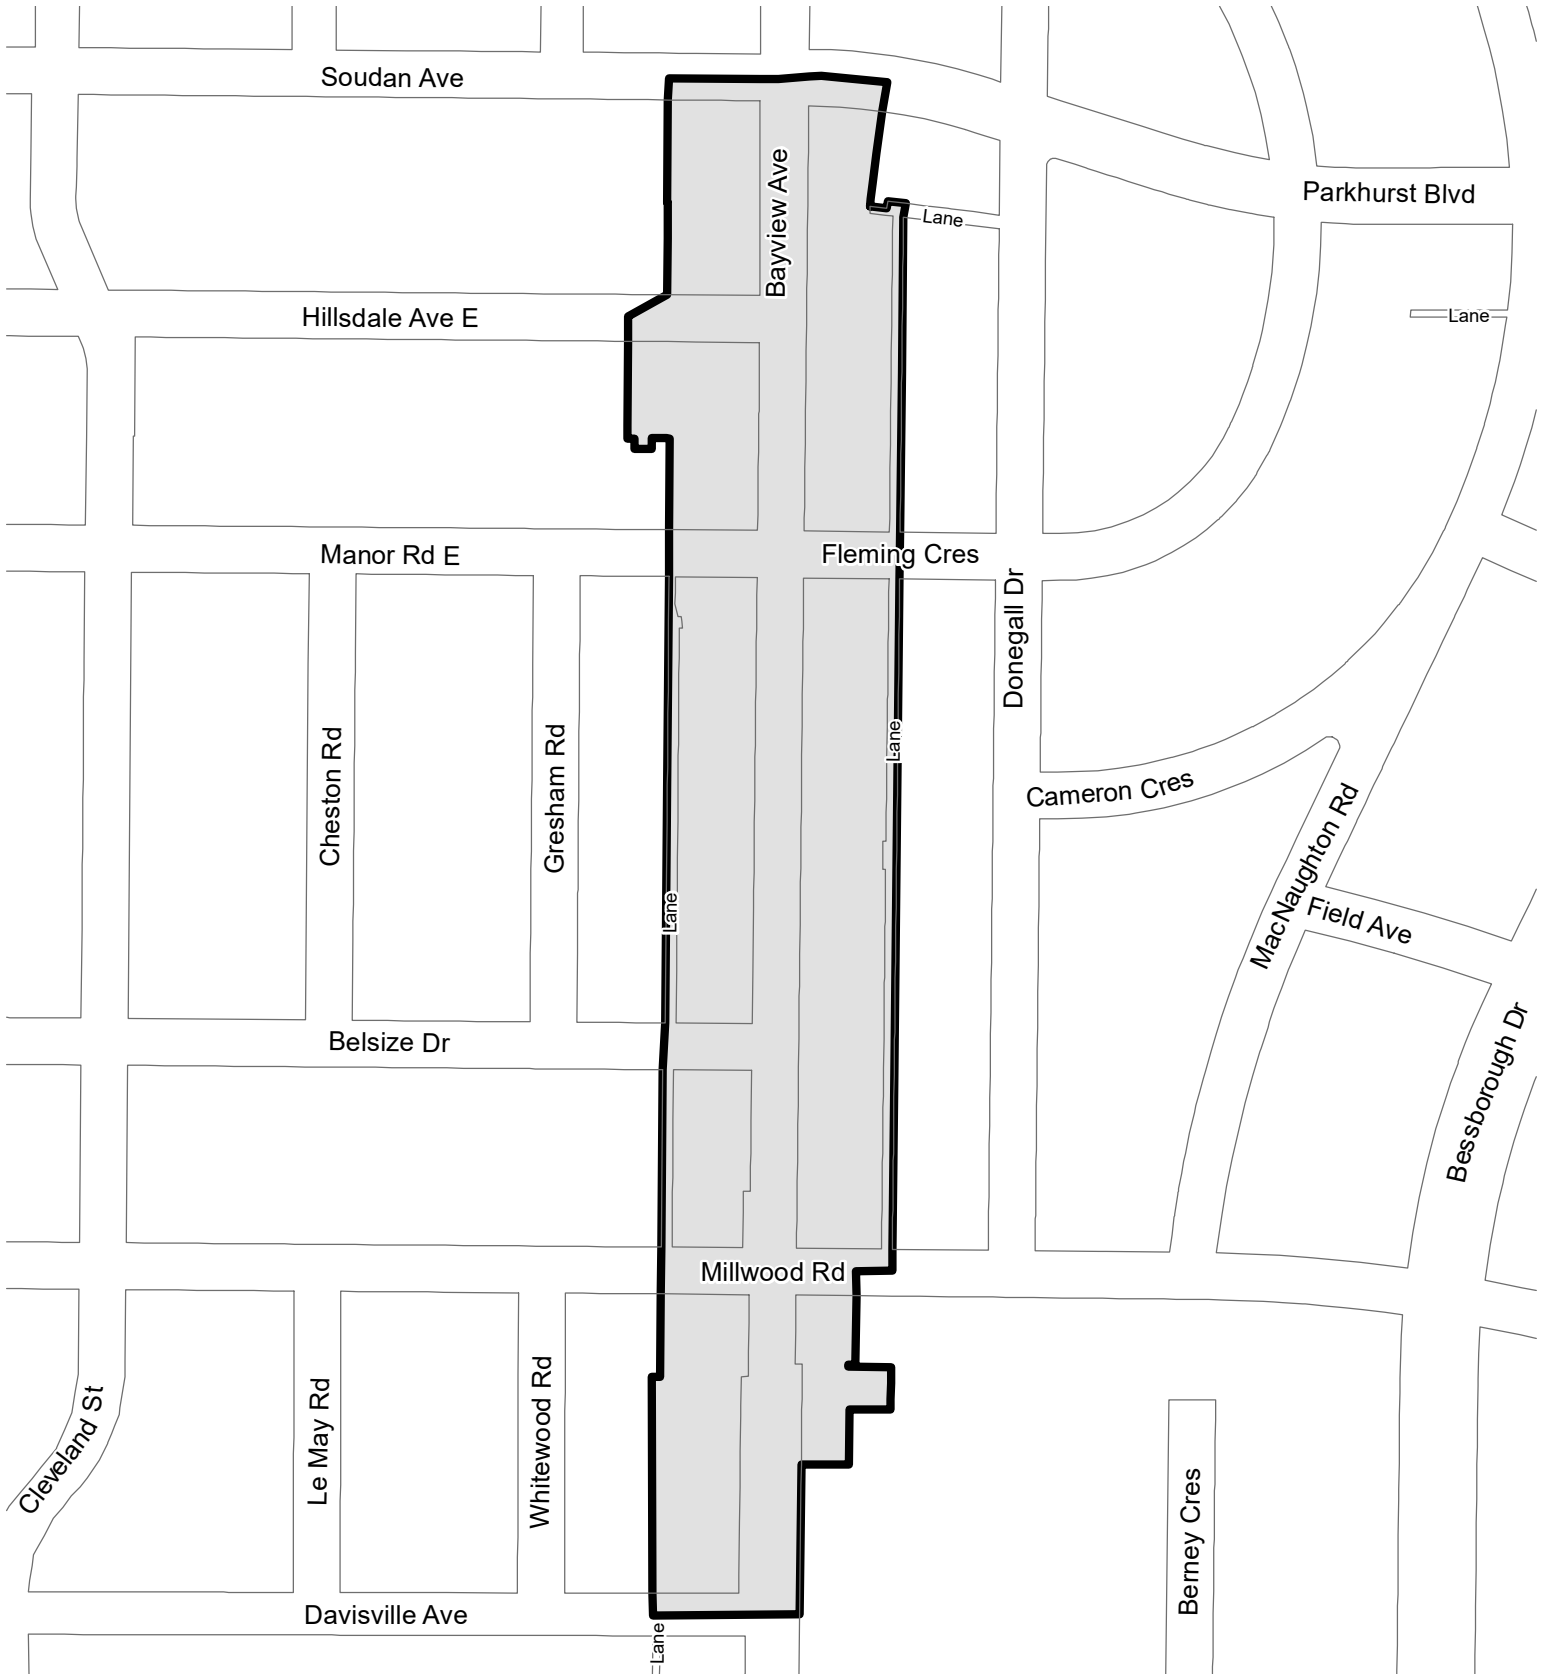 Soudan Ave
Bayview Ave
Parkhurst Blvd
Lane
Hillsdale Ave E
Lane
Manor Rd E
Fleming Cres
Donegall Dr
Lane
Cheston Rd
Gresham Rd
Cameron Cres
MacNaughton Rd
Lane
Field Ave
Belsize Dr
Bessborough Dr
Millwood Rd
Cleveland St
Le May Rd
Whitewood Rd
Berney Cres
Davisville Ave
Lane